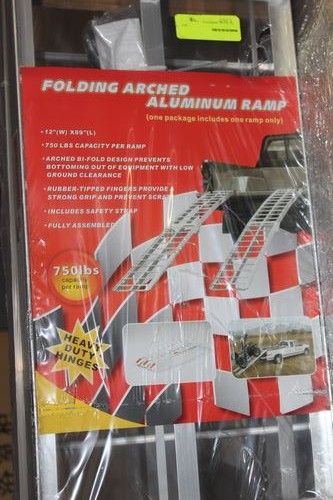 FOLDING ARCHED
ALUMINUM RAMP
(one package includes one ramp only)
• 12"(W) X89"(L)
• 750 LBS CAPACITY PER RAMP
• ARCHED BI-FOLD DESIGN PREVENTS
BOTTOMING OUT OF EQUIPMENT WITH LOW
GROUND CLEARANCE
• RUBBER-TIPPED FINGERS PROVIDE
STRONG GRIP AND PREVENT SCRAT
• INCLUDES SAFETY STRAP
• FULLY ASSEMBLED
750lbs
capacity
per ramp
HEAVY
DUTY
HINGES